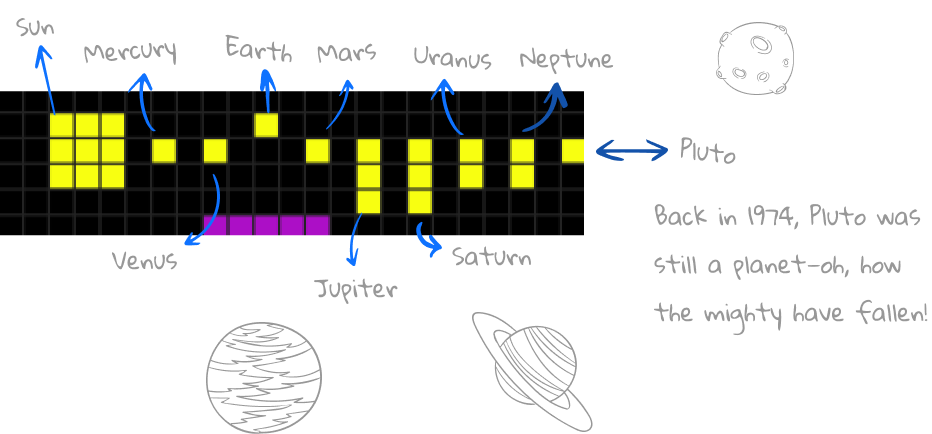 Sun
Mercury
Earth
Mars
Uranus
Neptune
Pluto
Back in 1974, Pluto was
still a planet-oh, how
the mighty have fallen!
Venus
Saturn
Jupiter